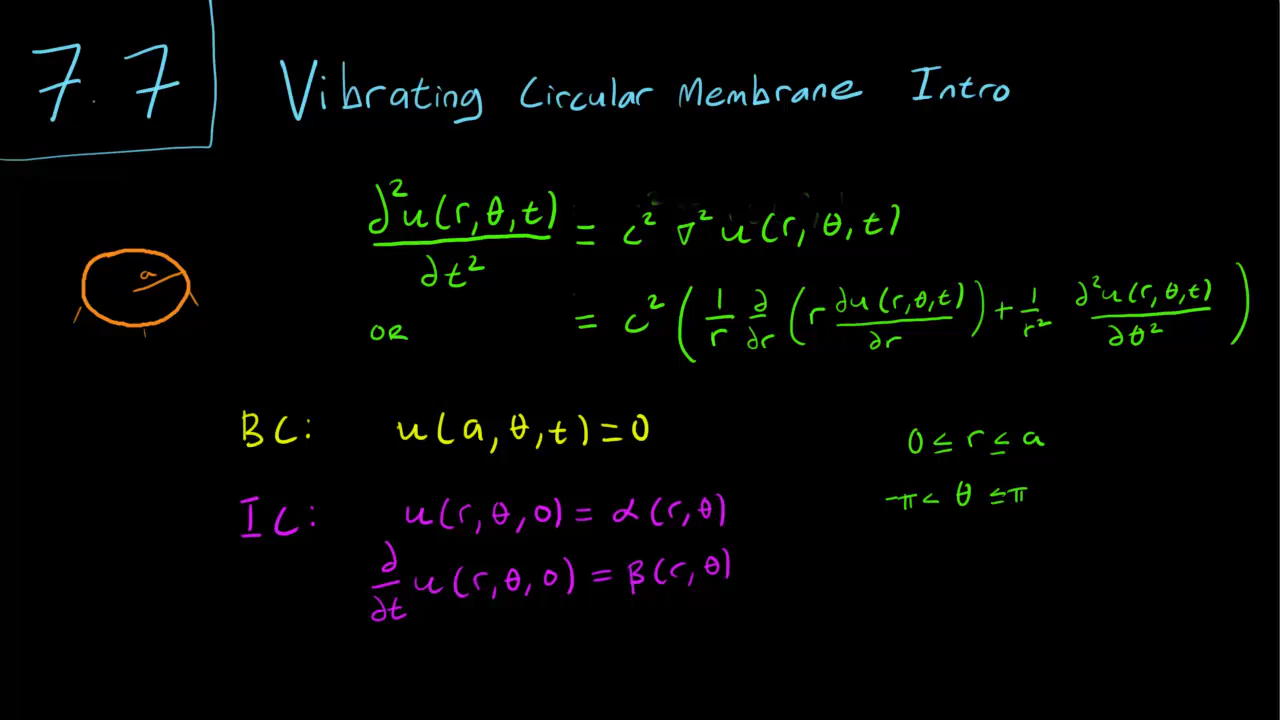 7.7 Vibrating Circular Membrane Intro
∂²u(r,θ,t)/∂t² = c² ∇² u(r,θ,t)
a
OR = c² (1/r ∂/∂r (r ∂u(r,θ,t)/∂r) + 1/r² ∂²u(r,θ,t)/∂θ²)
BC: u(a,θ,t)=0
0 ≤ r ≤ a
-π < θ ≤ π
IC: u(r,θ,0) = α(r,θ)
∂/∂t u(r,θ,0) = β(r,θ)